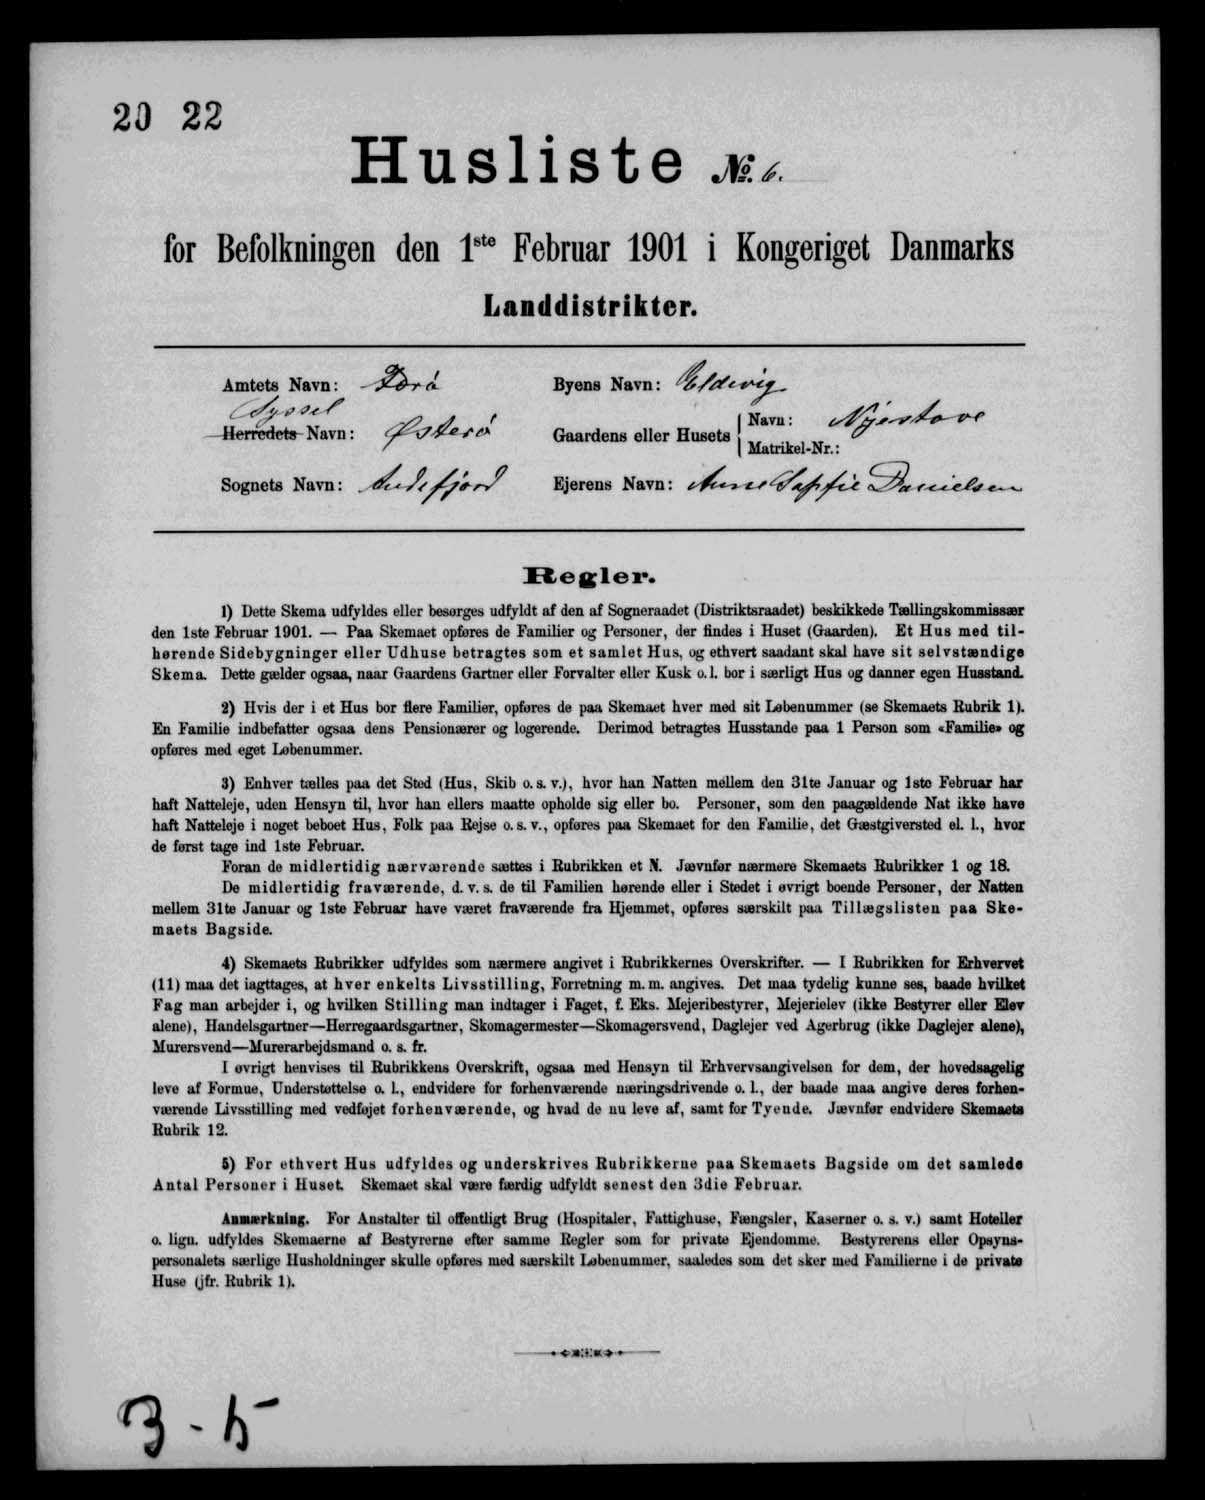 20 22
Husliste No. 6.
for Befolkningen den 1ste Februar 1901 i Kongeriget Danmarks
Landdistrikter.
Amtets Navn: Færö
Byens Navn: Eldevig
Syssel
Herredets Navn: Østerö
Gaardens eller Husets
Navn: Nýestove
Matrikel-Nr.:
Sognets Navn: Andefjord
Ejerens Navn: Anne Sophie Danielsen
Regler.
1) Dette Skema udfyldes eller besørges udfyldt af den af Sogneraadet (Distriktsraadet) beskikkede Tællingskommissær
den 1ste Februar 1901. — Paa Skemaet opføres de Familier og Personer, der findes i Huset (Gaarden). Et Hus med til-
hørende Sidebygninger eller Udhuse betragtes som et samlet Hus, og ethvert saadant skal have sit selvstændige
Skema. Dette gælder ogsaa, naar Gaardens Gartner eller Forvalter eller Kusk o. l. bor i særligt Hus og danner egen Husstand.
2) Hvis der i et Hus bor flere Familier, opføres de paa Skemaet hver med sit Løbenummer (se Skemaets Rubrik 1).
En Familie indbefatter ogsaa dens Pensionærer og logerende. Derimod betragtes Husstande paa 1 Person som «Familie» og
opføres med eget Løbenummer.
3) Enhver tælles paa det Sted (Hus, Skib o. s. v.), hvor han Natten mellem den 31te Januar og 1ste Februar har
haft Natteleje, uden Hensyn til, hvor han ellers maatte opholde sig eller bo. Personer, som den paagældende Nat ikke have
haft Natteleje i noget beboet Hus, Folk paa Rejse o. s. v., opføres paa Skemaet for den Familie, det Gæstgiversted el. l., hvor
de først tage ind 1ste Februar.
Foran de midlertidig nærværende sættes i Rubrikken et N. Jævnfør nærmere Skemaets Rubrikker 1 og 18.
De midlertidig fraværende, d. v. s. de til Familien hørende eller i Stedet i øvrigt boende Personer, der Natten
mellem 31te Januar og 1ste Februar have været fraværende fra Hjemmet, opføres særskilt paa Tillægslisten paa Ske-
maets Bagside.
4) Skemaets Rubrikker udfyldes som nærmere angivet i Rubrikkernes Overskrifter. — I Rubrikken for Erhvervet
(11) maa det iagttages, at hver enkelts Livsstilling, Forretning m. m. angives. Det maa tydelig kunne ses, baade hvilket
Fag man arbejder i, og hvilken Stilling man indtager i Faget, f. Eks. Mejeribestyrer, Mejerielev (ikke Bestyrer eller Elev
alene), Handelsgartner—Herregaardsgartner, Skomagermester—Skomagersvend, Daglejer ved Agerbrug (ikke Daglejer alene),
Murersvend—Murerarbejdsmand o. s. fr.
I øvrigt henvises til Rubrikkens Overskrift, ogsaa med Hensyn til Erhvervsangivelsen for dem, der hovedsagelig
leve af Formue, Understøttelse o. l., endvidere for forhenværende næringsdrivende o. l., der baade maa angive deres forhen-
værende Livsstilling med vedføjet forhenværende, og hvad de nu leve af, samt for Tyende. Jævnfør endvidere Skemaets
Rubrik 12.
5) For ethvert Hus udfyldes og underskrives Rubrikkerne paa Skemaets Bagside om det samlede
Antal Personer i Huset. Skemaet skal være færdig udfyldt senest den 3die Februar.
Anmærkning. For Anstalter til offentligt Brug (Hospitaler, Fattighuse, Fængsler, Kaserner o. s. v.) samt Hoteller
o. lign. udfyldes Skemaerne af Bestyrerne efter samme Regler som for private Ejendomme. Bestyrerens eller Opsyns-
personalets særlige Husholdninger skulle opføres med særskilt Løbenummer, saaledes som det sker med Familierne i de private
Huse (jfr. Rubrik 1).
3 - 5